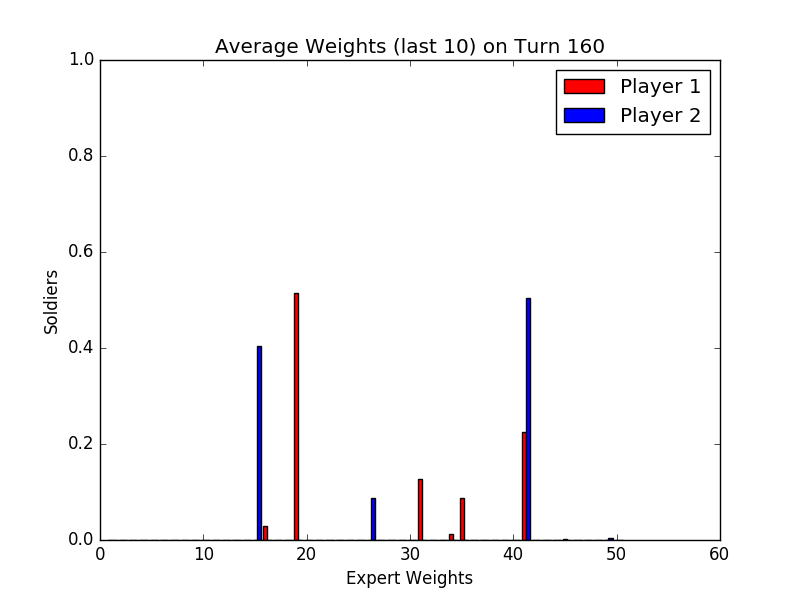 Average Weights (last 10) on Turn 160
1.0
0.8
0.6
0.4
0.2
0.0
Soldiers
Player 1
Player 2
0 10 20 30 40 50 60
Expert Weights